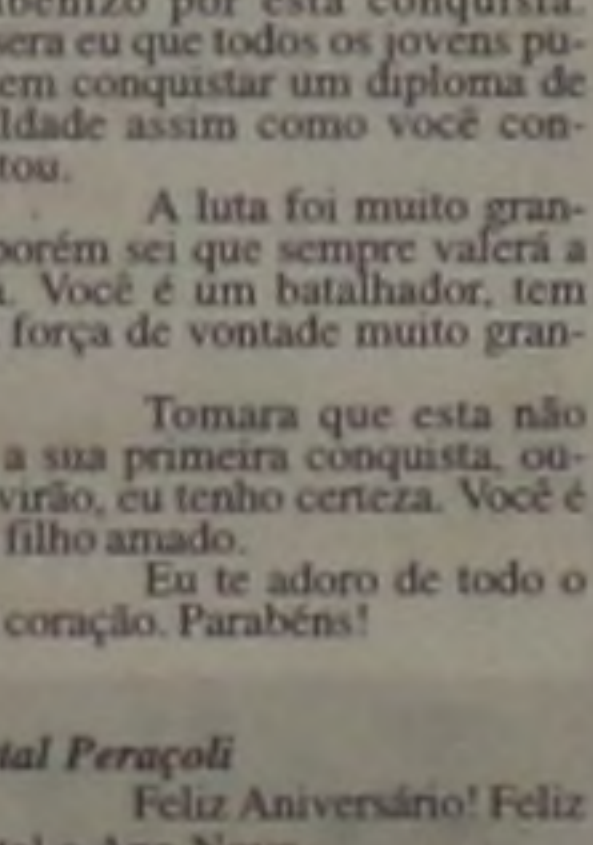 por esta conquista.
eu que todos os jovens pu-
em conquistar um diploma de
ldade assim como você con-
tou.
A luta foi muito gran-
porém sei que sempre valerá a
Você é um batalhador, tem
força de vontade muito gran-
Tomara que esta não
a sua primeira conquista, ou-
virão, eu tenho certeza. Você é
filho amado.
Eu te adoro de todo o
coração. Parabéns!
tal Peraçoli
Feliz Aniversário! Feliz